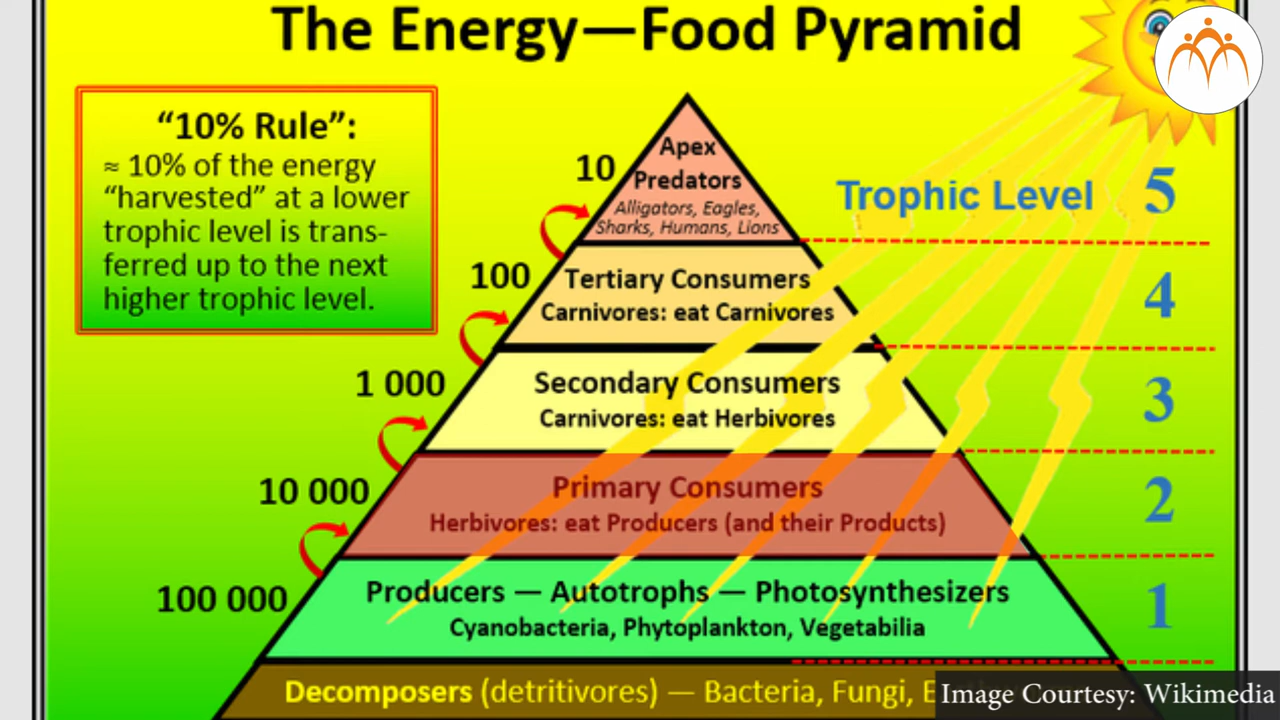 The Energy—Food Pyramid
“10% Rule”:
≈ 10% of the energy
“harvested” at a lower
trophic level is trans-
ferred up to the next
higher trophic level.
10
Apex
Predators
Alligators, Eagles,
Sharks, Humans, Lions
Trophic Level 5
100
Tertiary Consumers
Carnivores: eat Carnivores
4
1 000
Secondary Consumers
Carnivores: eat Herbivores
3
10 000
Primary Consumers
Herbivores: eat Producers (and their Products)
2
100 000
Producers — Autotrophs — Photosynthesizers
Cyanobacteria, Phytoplankton, Vegetabilia
1
Decomposers (detritivores) — Bacteria, Fungi,
Image Courtesy: Wikimedia